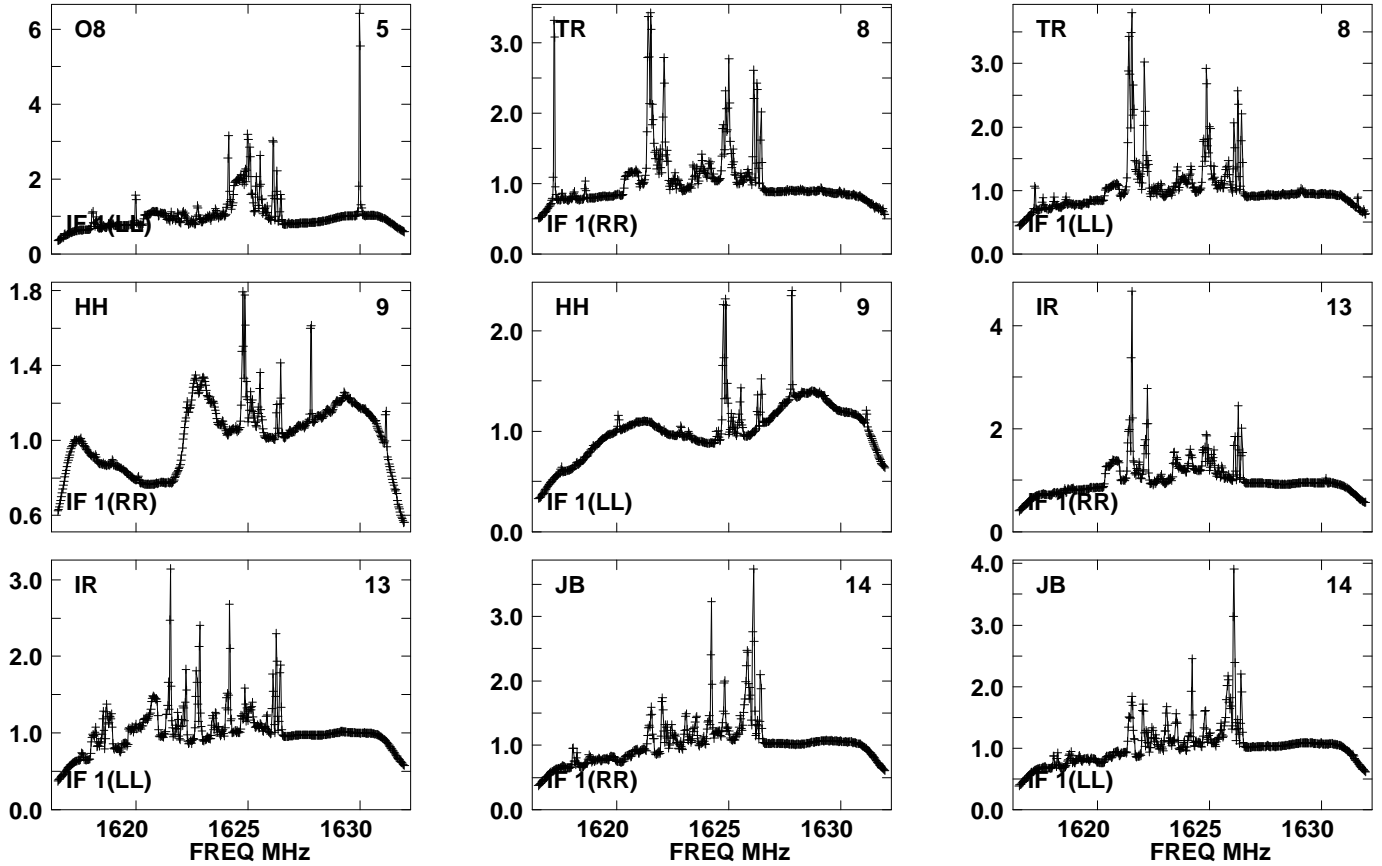 O8 5
6
4
2
0
IF 1(LL)
TR 8
3.0
2.0
1.0
0.0
IF 1(RR)
TR 8
3.0
2.0
1.0
0.0
IF 1(LL)
HH 9
1.8
1.4
1.0
0.6
IF 1(RR)
HH 9
2.0
1.0
0.0
IF 1(LL)
IR 13
4
2
0
IF 1(RR)
IR 13
3.0
2.0
1.0
0.0
IF 1(LL)
1620 1625 1630
FREQ MHz
JB 14
3.0
2.0
1.0
0.0
IF 1(RR)
1620 1625 1630
FREQ MHz
JB 14
4.0
3.0
2.0
1.0
0.0
IF 1(LL)
1620 1625 1630
FREQ MHz